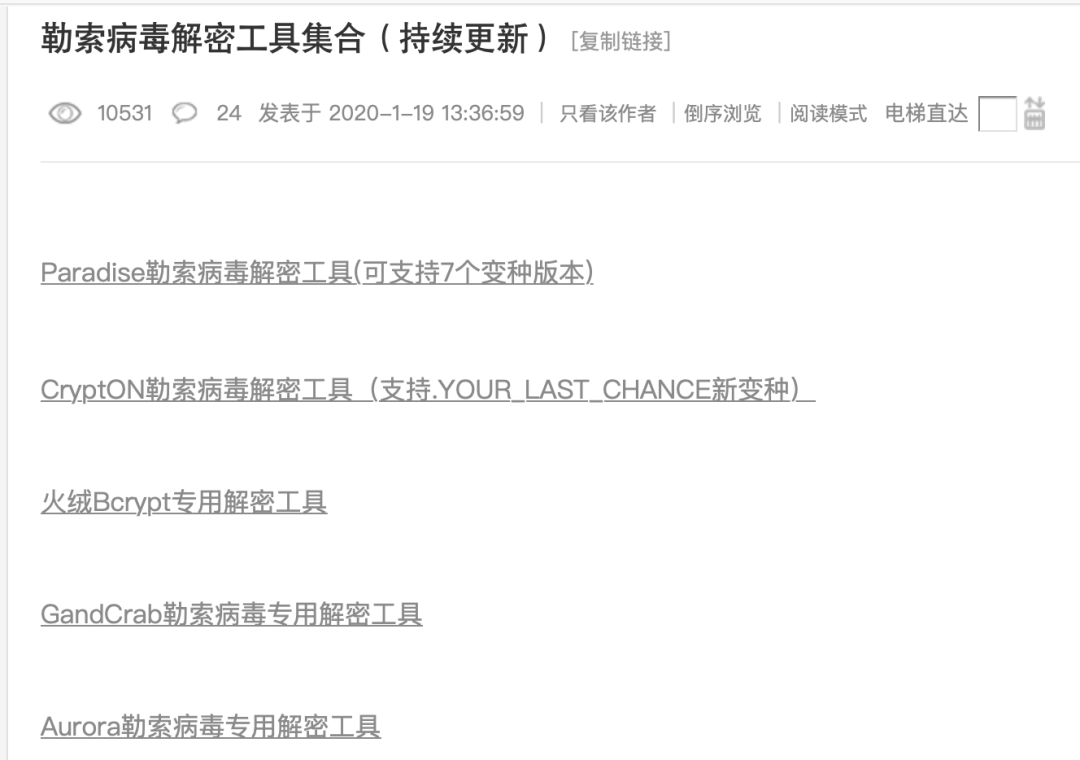 勒索病毒解密工具集合（持续更新） [复制链接]
10531 24 发表于 2020-1-19 13:36:59 | 只看该作者 | 倒序浏览 | 阅读模式 电梯直达
Paradise勒索病毒解密工具(可支持7个变种版本)
CryptON勒索病毒解密工具（支持.YOUR_LAST_CHANCE新变种）
火绒Bcrypt专用解密工具
GandCrab勒索病毒专用解密工具
Aurora勒索病毒专用解密工具